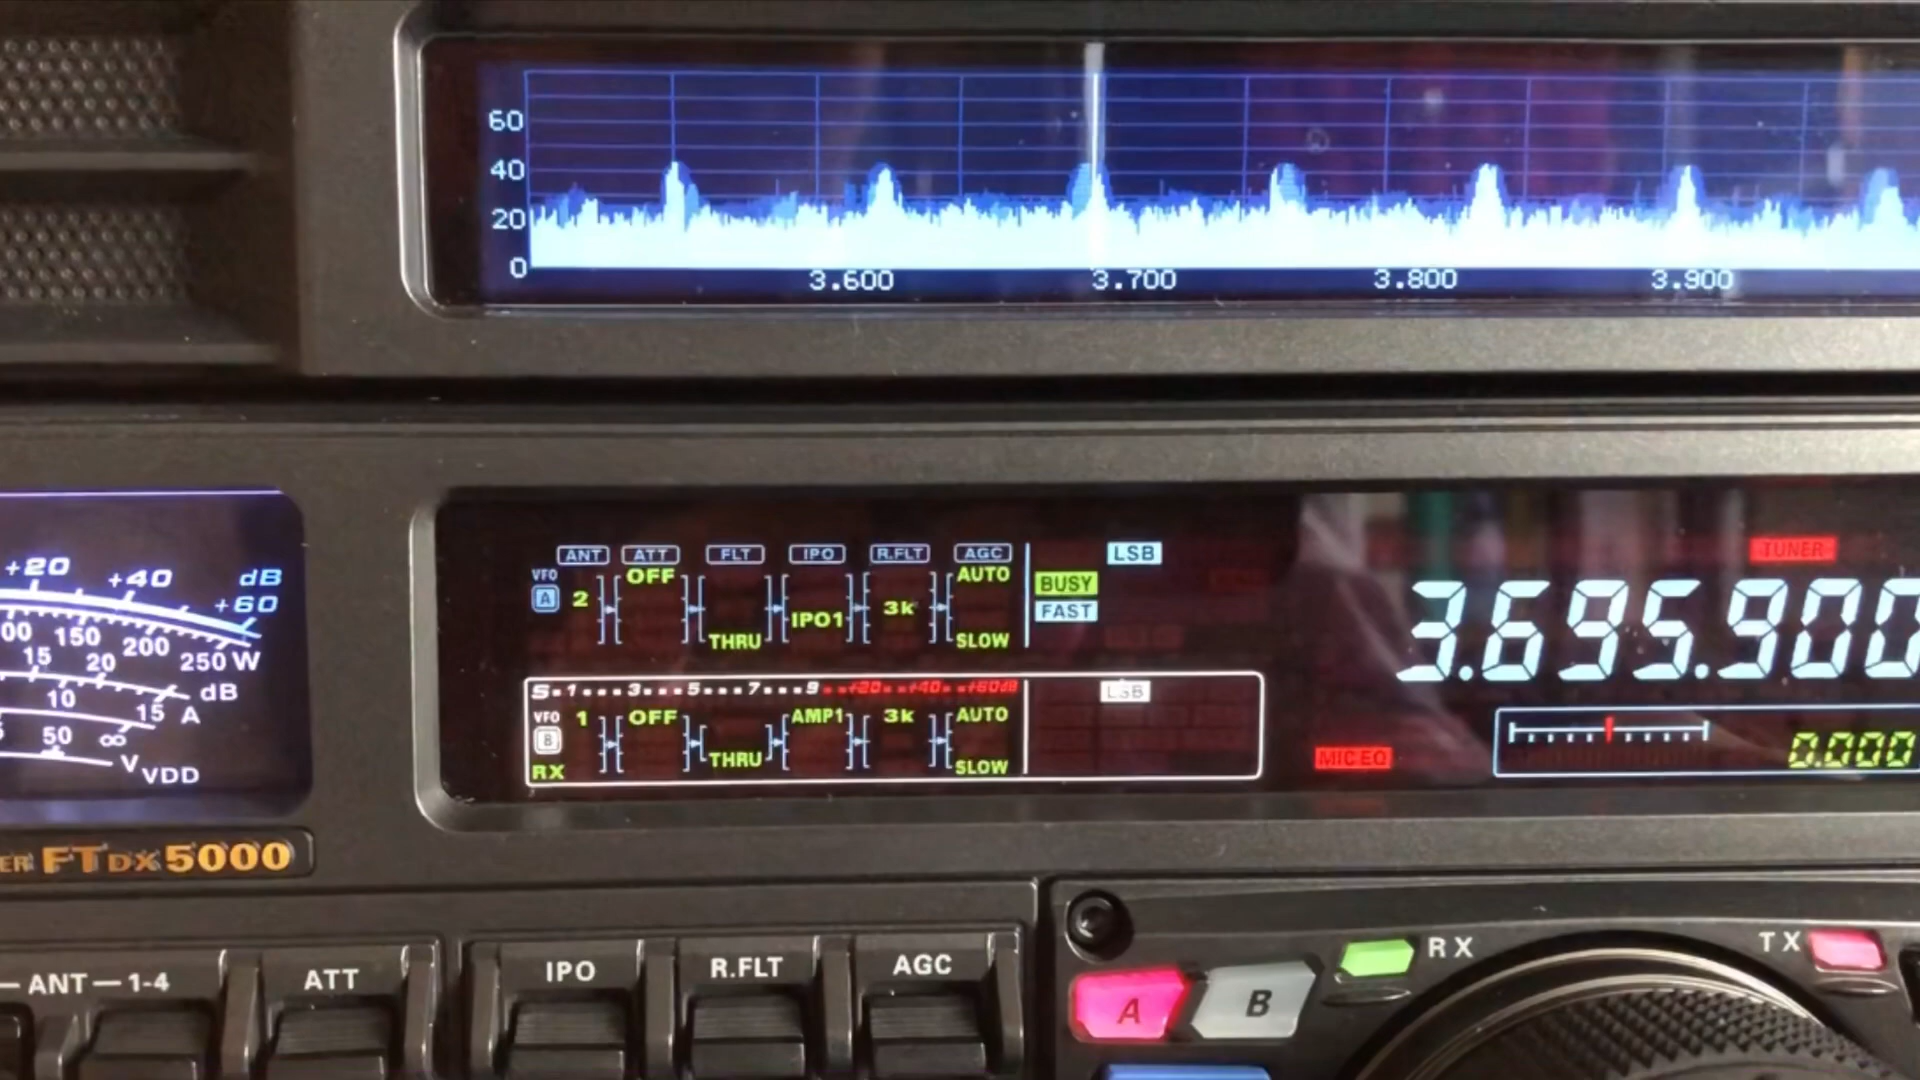 60
40
20
0
3.600 3.700 3.800 3.900
+20 +40 dB
+60
150 200 250 W
15 20 dB
10 15 A
50 ∞
V VDD
FTDX5000
ANT ATT FLT IPO R.FLT AGC
LSB
TUNER
VFO A 2 OFF THRU IPO1 3k AUTO SLOW
BUSY
FAST
3.695.900
S 1 3 5 7 9 +20 +40 +60dB
LSB
VFO B 1 OFF THRU AMP1 3k AUTO SLOW
RX
MIC EQ
0.000
ANT 1-4 ATT IPO R.FLT AGC
A B RX TX